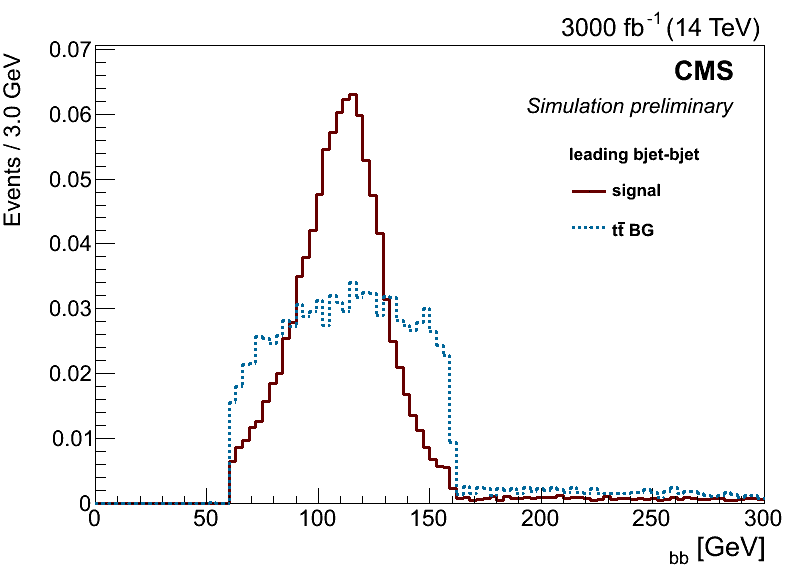 3000 fb⁻¹ (14 TeV)
CMS
Simulation preliminary
leading bjet-bjet
signal
tt̄ BG
Events / 3.0 GeV
0.07
0.06
0.05
0.04
0.03
0.02
0.01
0
0 50 100 150 200 250 300
bb [GeV]